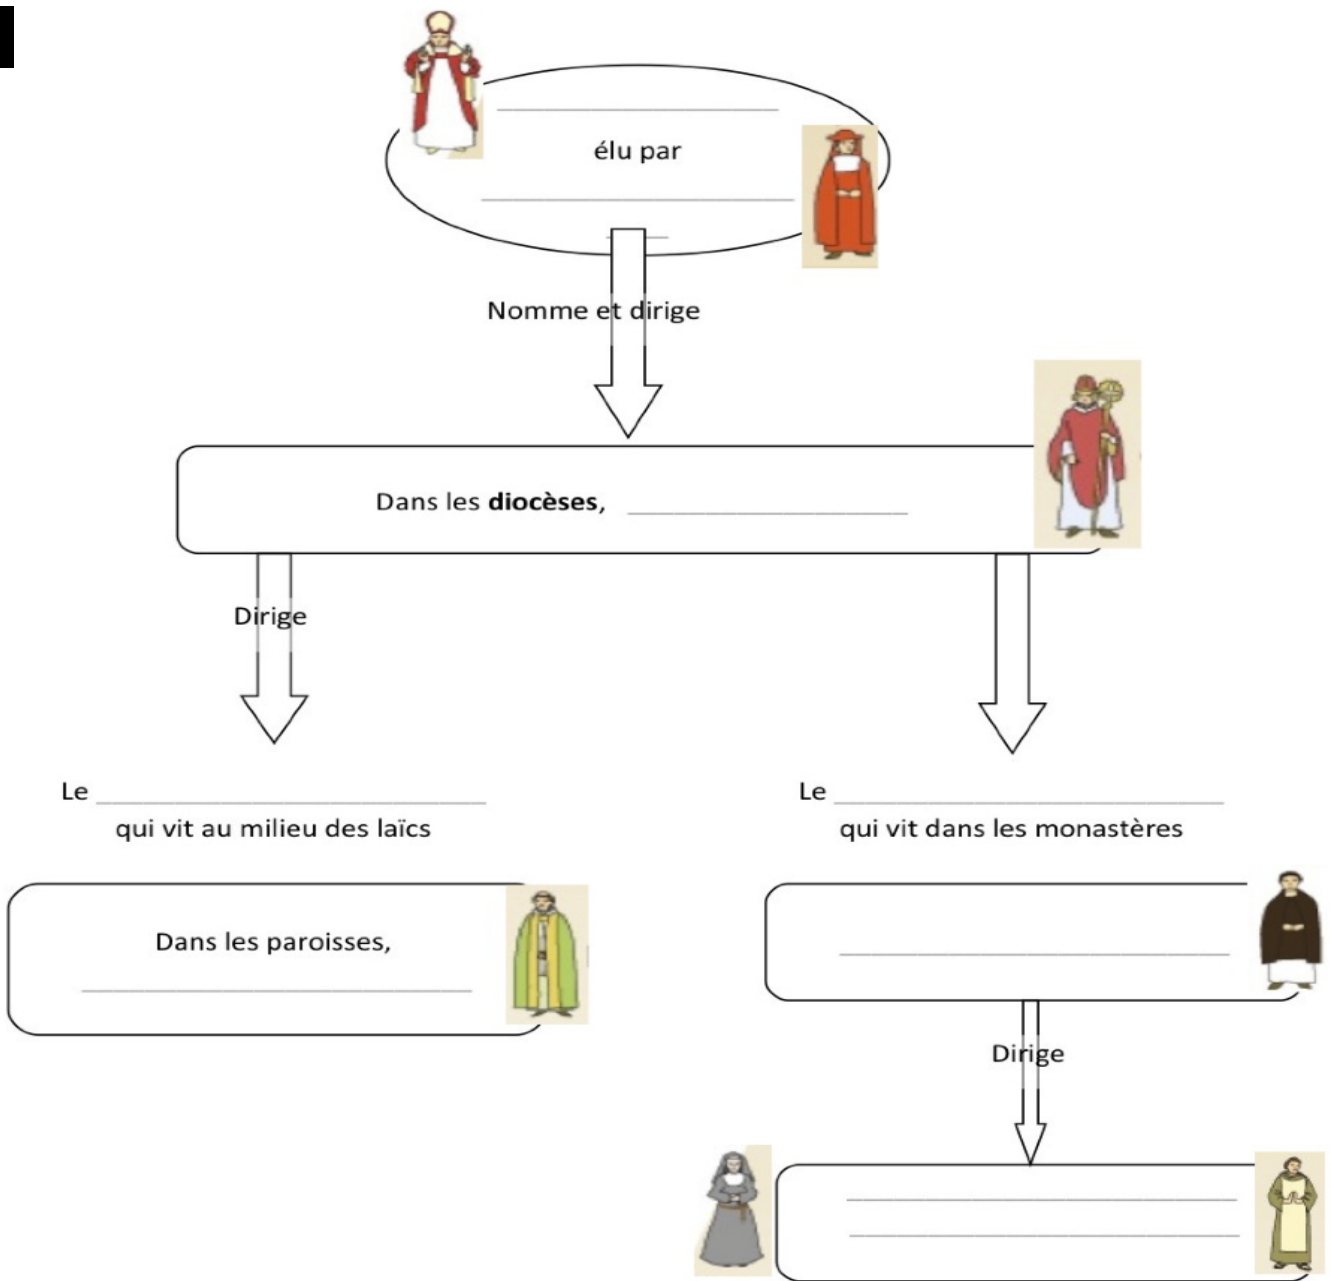 élu par
Nomme et dirige
Dans les diocèses,
Dirige
Le
qui vit au milieu des laïcs
Le
qui vit dans les monastères
Dans les paroisses,
Dirige